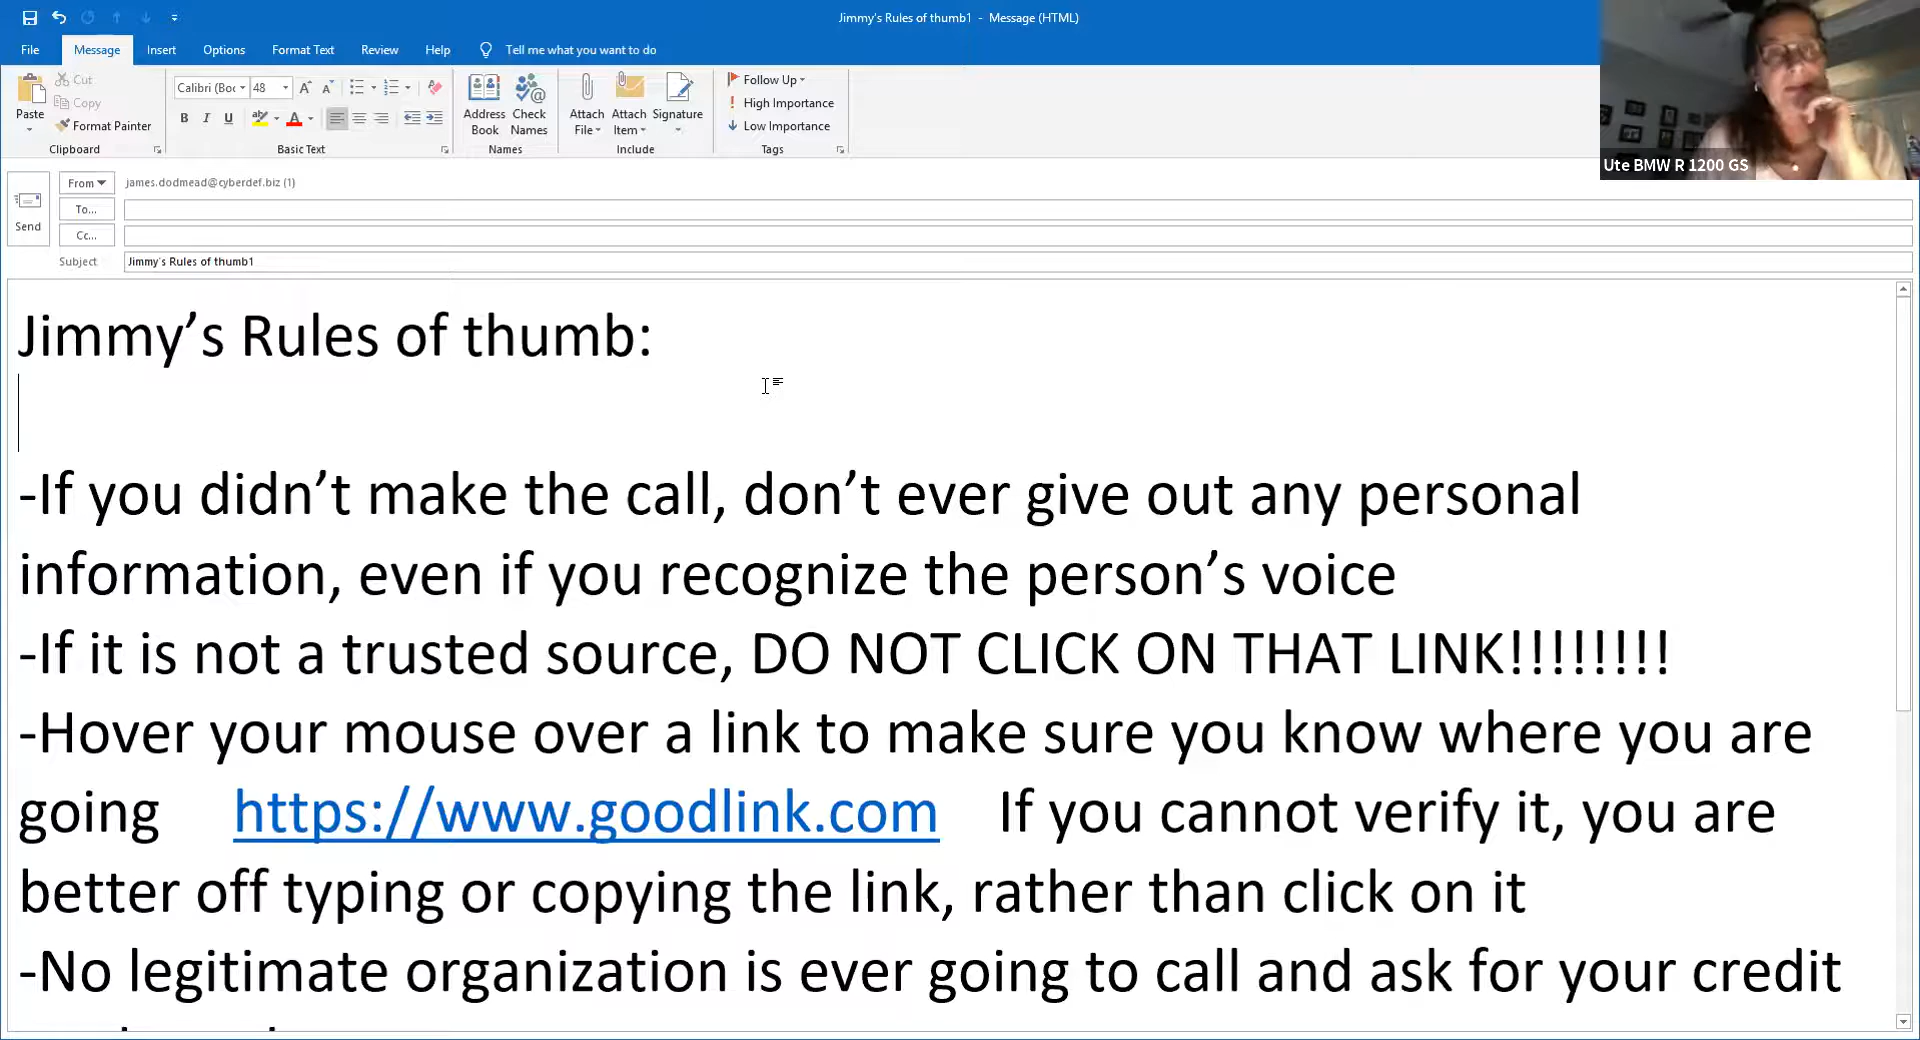 Jimmy's Rules of thumb1 - Message (HTML)
File Message Insert Options Format Text Review Help Tell me what you want to do
Paste
Cut
Copy
Format Painter
Clipboard
Calibri (Boc 48
B I U
Basic Text
Address Book
Check Names
Names
Attach File
Attach Item
Signature
Include
Follow Up
High Importance
Low Importance
Tags
Ute BMW R 1200 GS
Send
From james.dodmead@cyberdef.biz (1)
To...
Cc...
Subject Jimmy's Rules of thumb1
Jimmy’s Rules of thumb:
-If you didn’t make the call, don’t ever give out any personal
information, even if you recognize the person’s voice
-If it is not a trusted source, DO NOT CLICK ON THAT LINK!!!!!!!!
-Hover your mouse over a link to make sure you know where you are
going https://www.goodlink.com If you cannot verify it, you are
better off typing or copying the link, rather than click on it
-No legitimate organization is ever going to call and ask for your credit